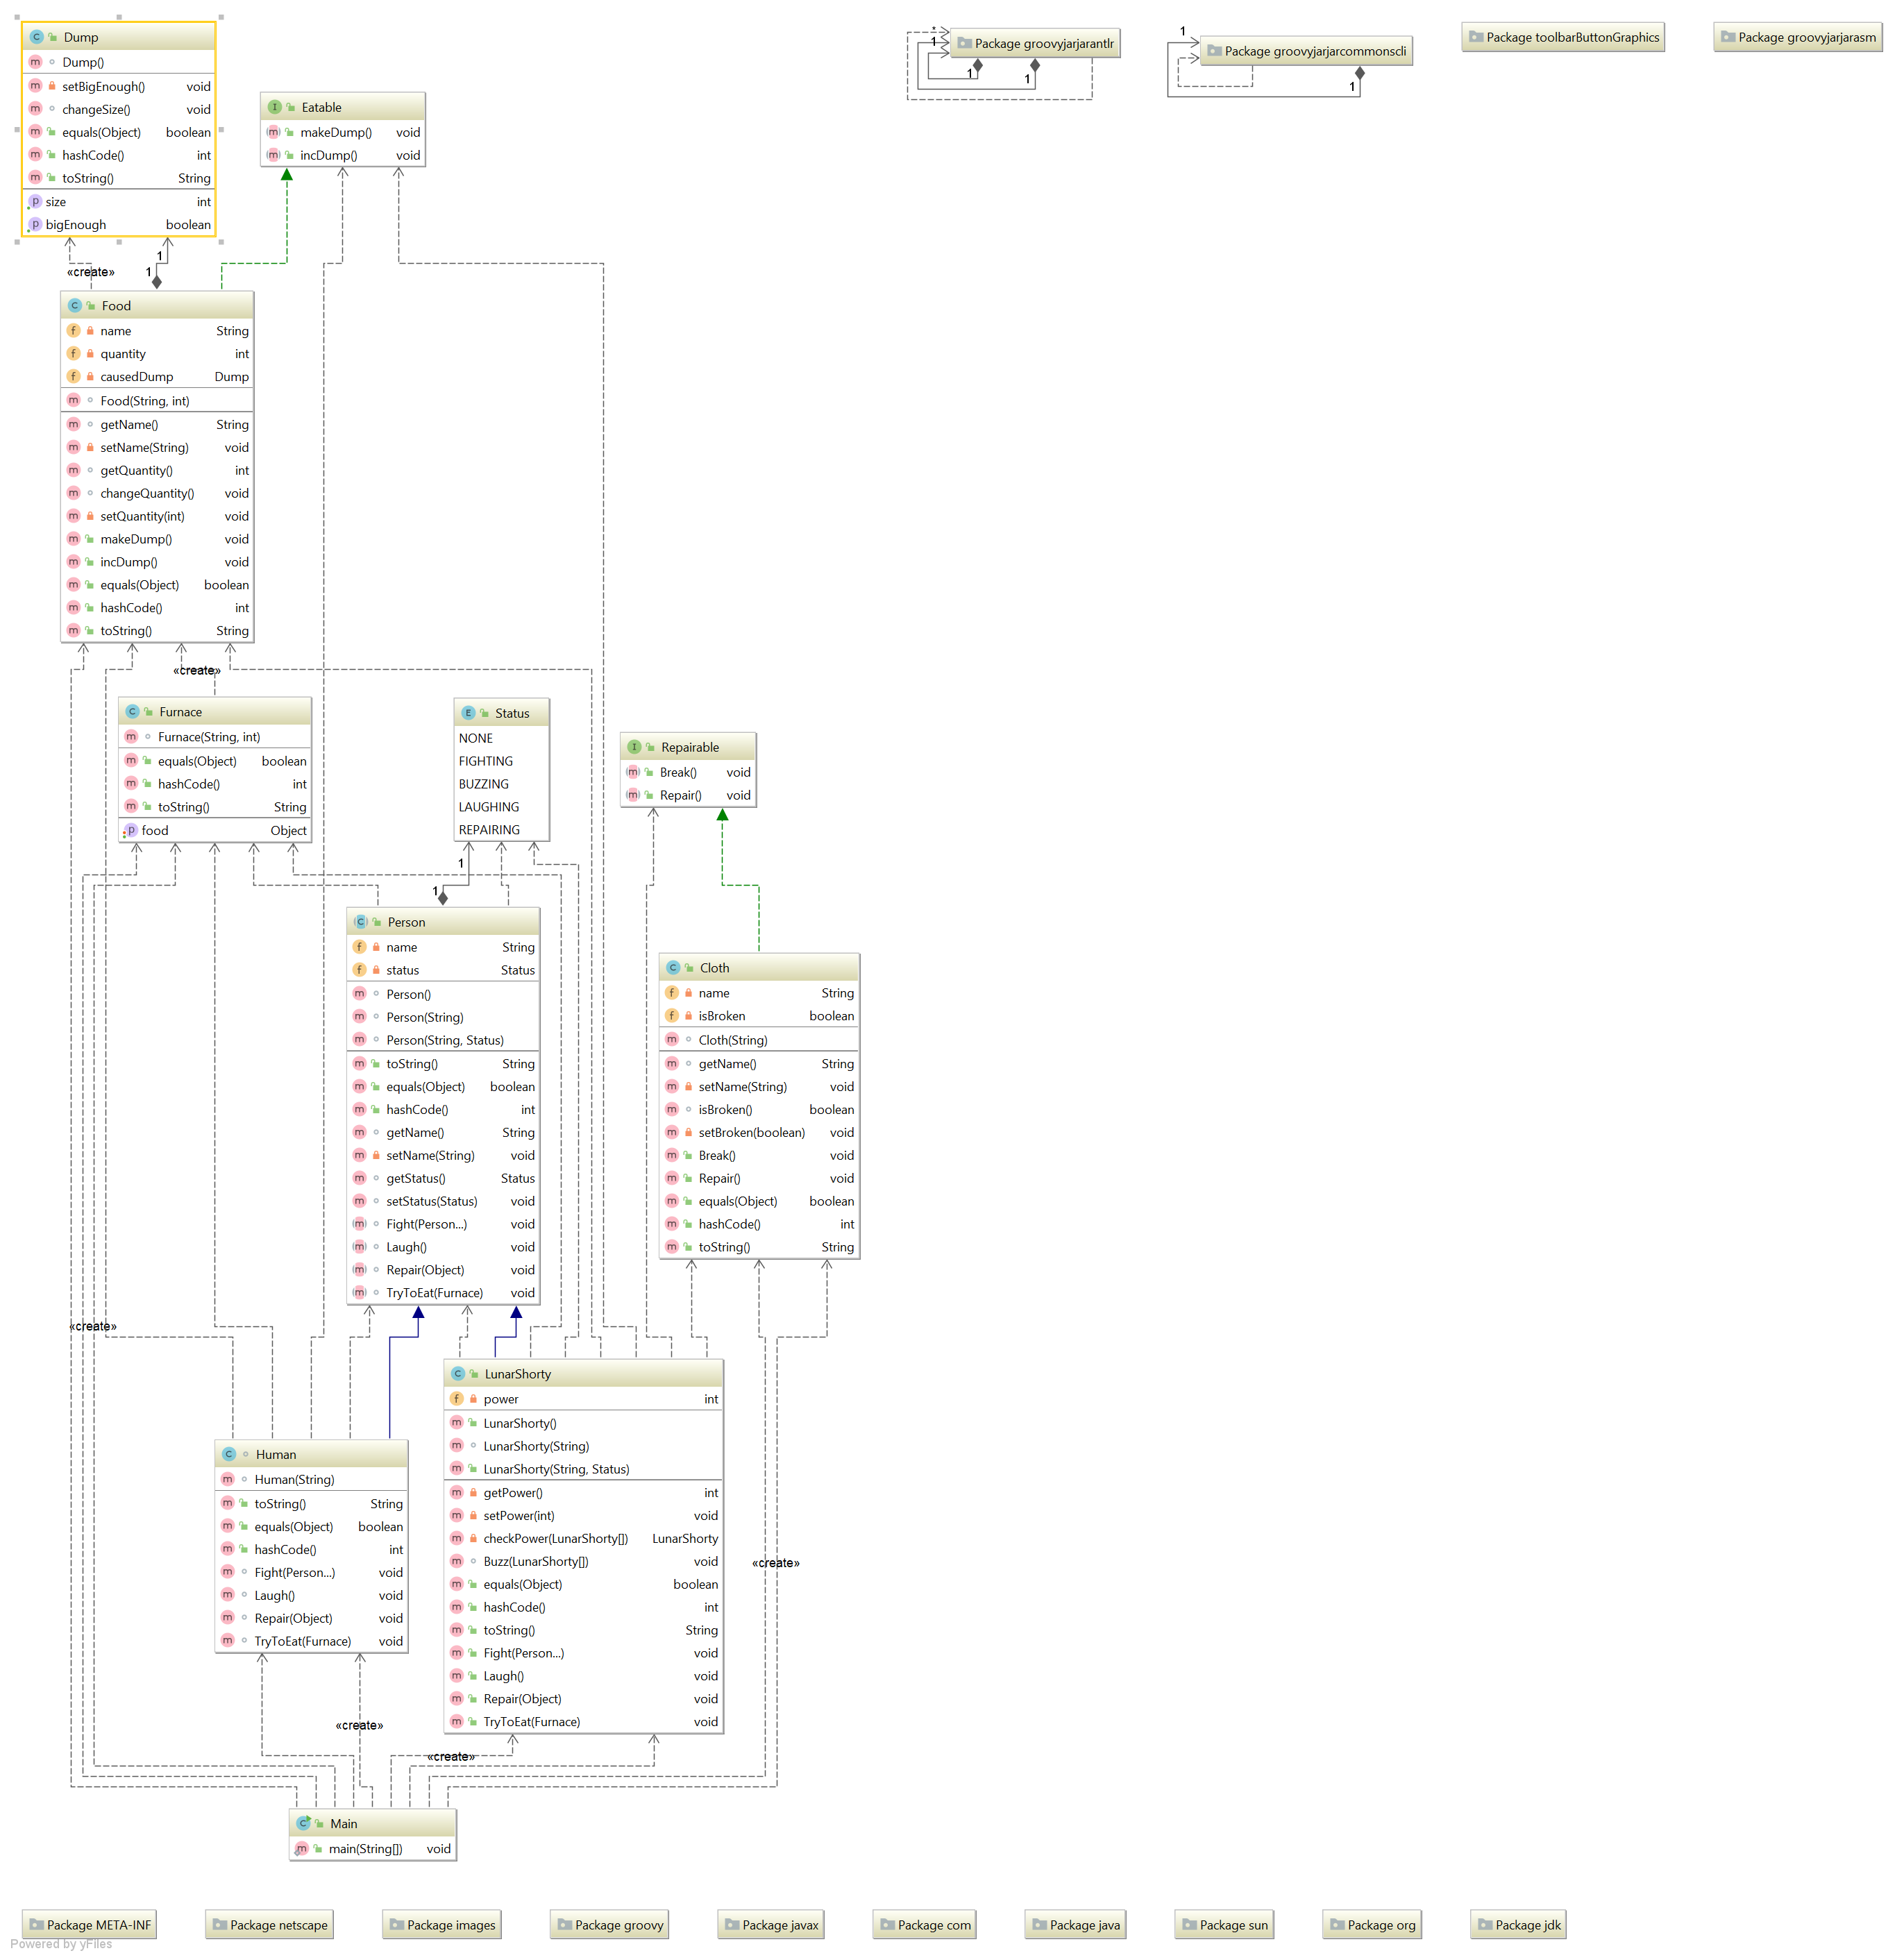 Dump
Dump()
setBigEnough() void
changeSize() void
equals(Object) boolean
hashCode() int
toString() String
size int
bigEnough boolean
Eatable
makeDump() void
incDump() void
Package groovyjarjarantlr
*
1
1
1
Package groovyjarjarcommonscli
1
1
Package toolbarButtonGraphics
Package groovyjarjarasm
«create»
1
1
Food
name String
quantity int
causedDump Dump
Food(String, int)
getName() String
setName(String) void
getQuantity() int
changeQuantity() void
setQuantity(int) void
makeDump() void
incDump() void
equals(Object) boolean
hashCode() int
toString() String
«create»
Furnace
Furnace(String, int)
equals(Object) boolean
hashCode() int
toString() String
food Object
Status
NONE
FIGHTING
BUZZING
LAUGHING
REPAIRING
Repairable
Break() void
Repair() void
1
1
Person
name String
status Status
Person()
Person(String)
Person(String, Status)
toString() String
equals(Object) boolean
hashCode() int
getName() String
setName(String) void
getStatus() Status
setStatus(Status) void
Fight(Person...) void
Laugh() void
Repair(Object) void
TryToEat(Furnace) void
Cloth
name String
isBroken boolean
Cloth(String)
getName() String
setName(String) void
isBroken() boolean
setBroken(boolean) void
Break() void
Repair() void
equals(Object) boolean
hashCode() int
toString() String
«create»
LunarShorty
power int
LunarShorty()
LunarShorty(String)
LunarShorty(String, Status)
getPower() int
setPower(int) void
checkPower(LunarShorty[]) LunarShorty
Buzz(LunarShorty[]) void
equals(Object) boolean
hashCode() int
toString() String
Fight(Person...) void
Laugh() void
Repair(Object) void
TryToEat(Furnace) void
Human
Human(String)
toString() String
equals(Object) boolean
hashCode() int
Fight(Person...) void
Laugh() void
Repair(Object) void
TryToEat(Furnace) void
«create»
«create»
«create»
Main
main(String[]) void
Package META-INF
Package netscape
Package images
Package groovy
Package javax
Package com
Package java
Package sun
Package org
Package jdk
Powered by yFiles